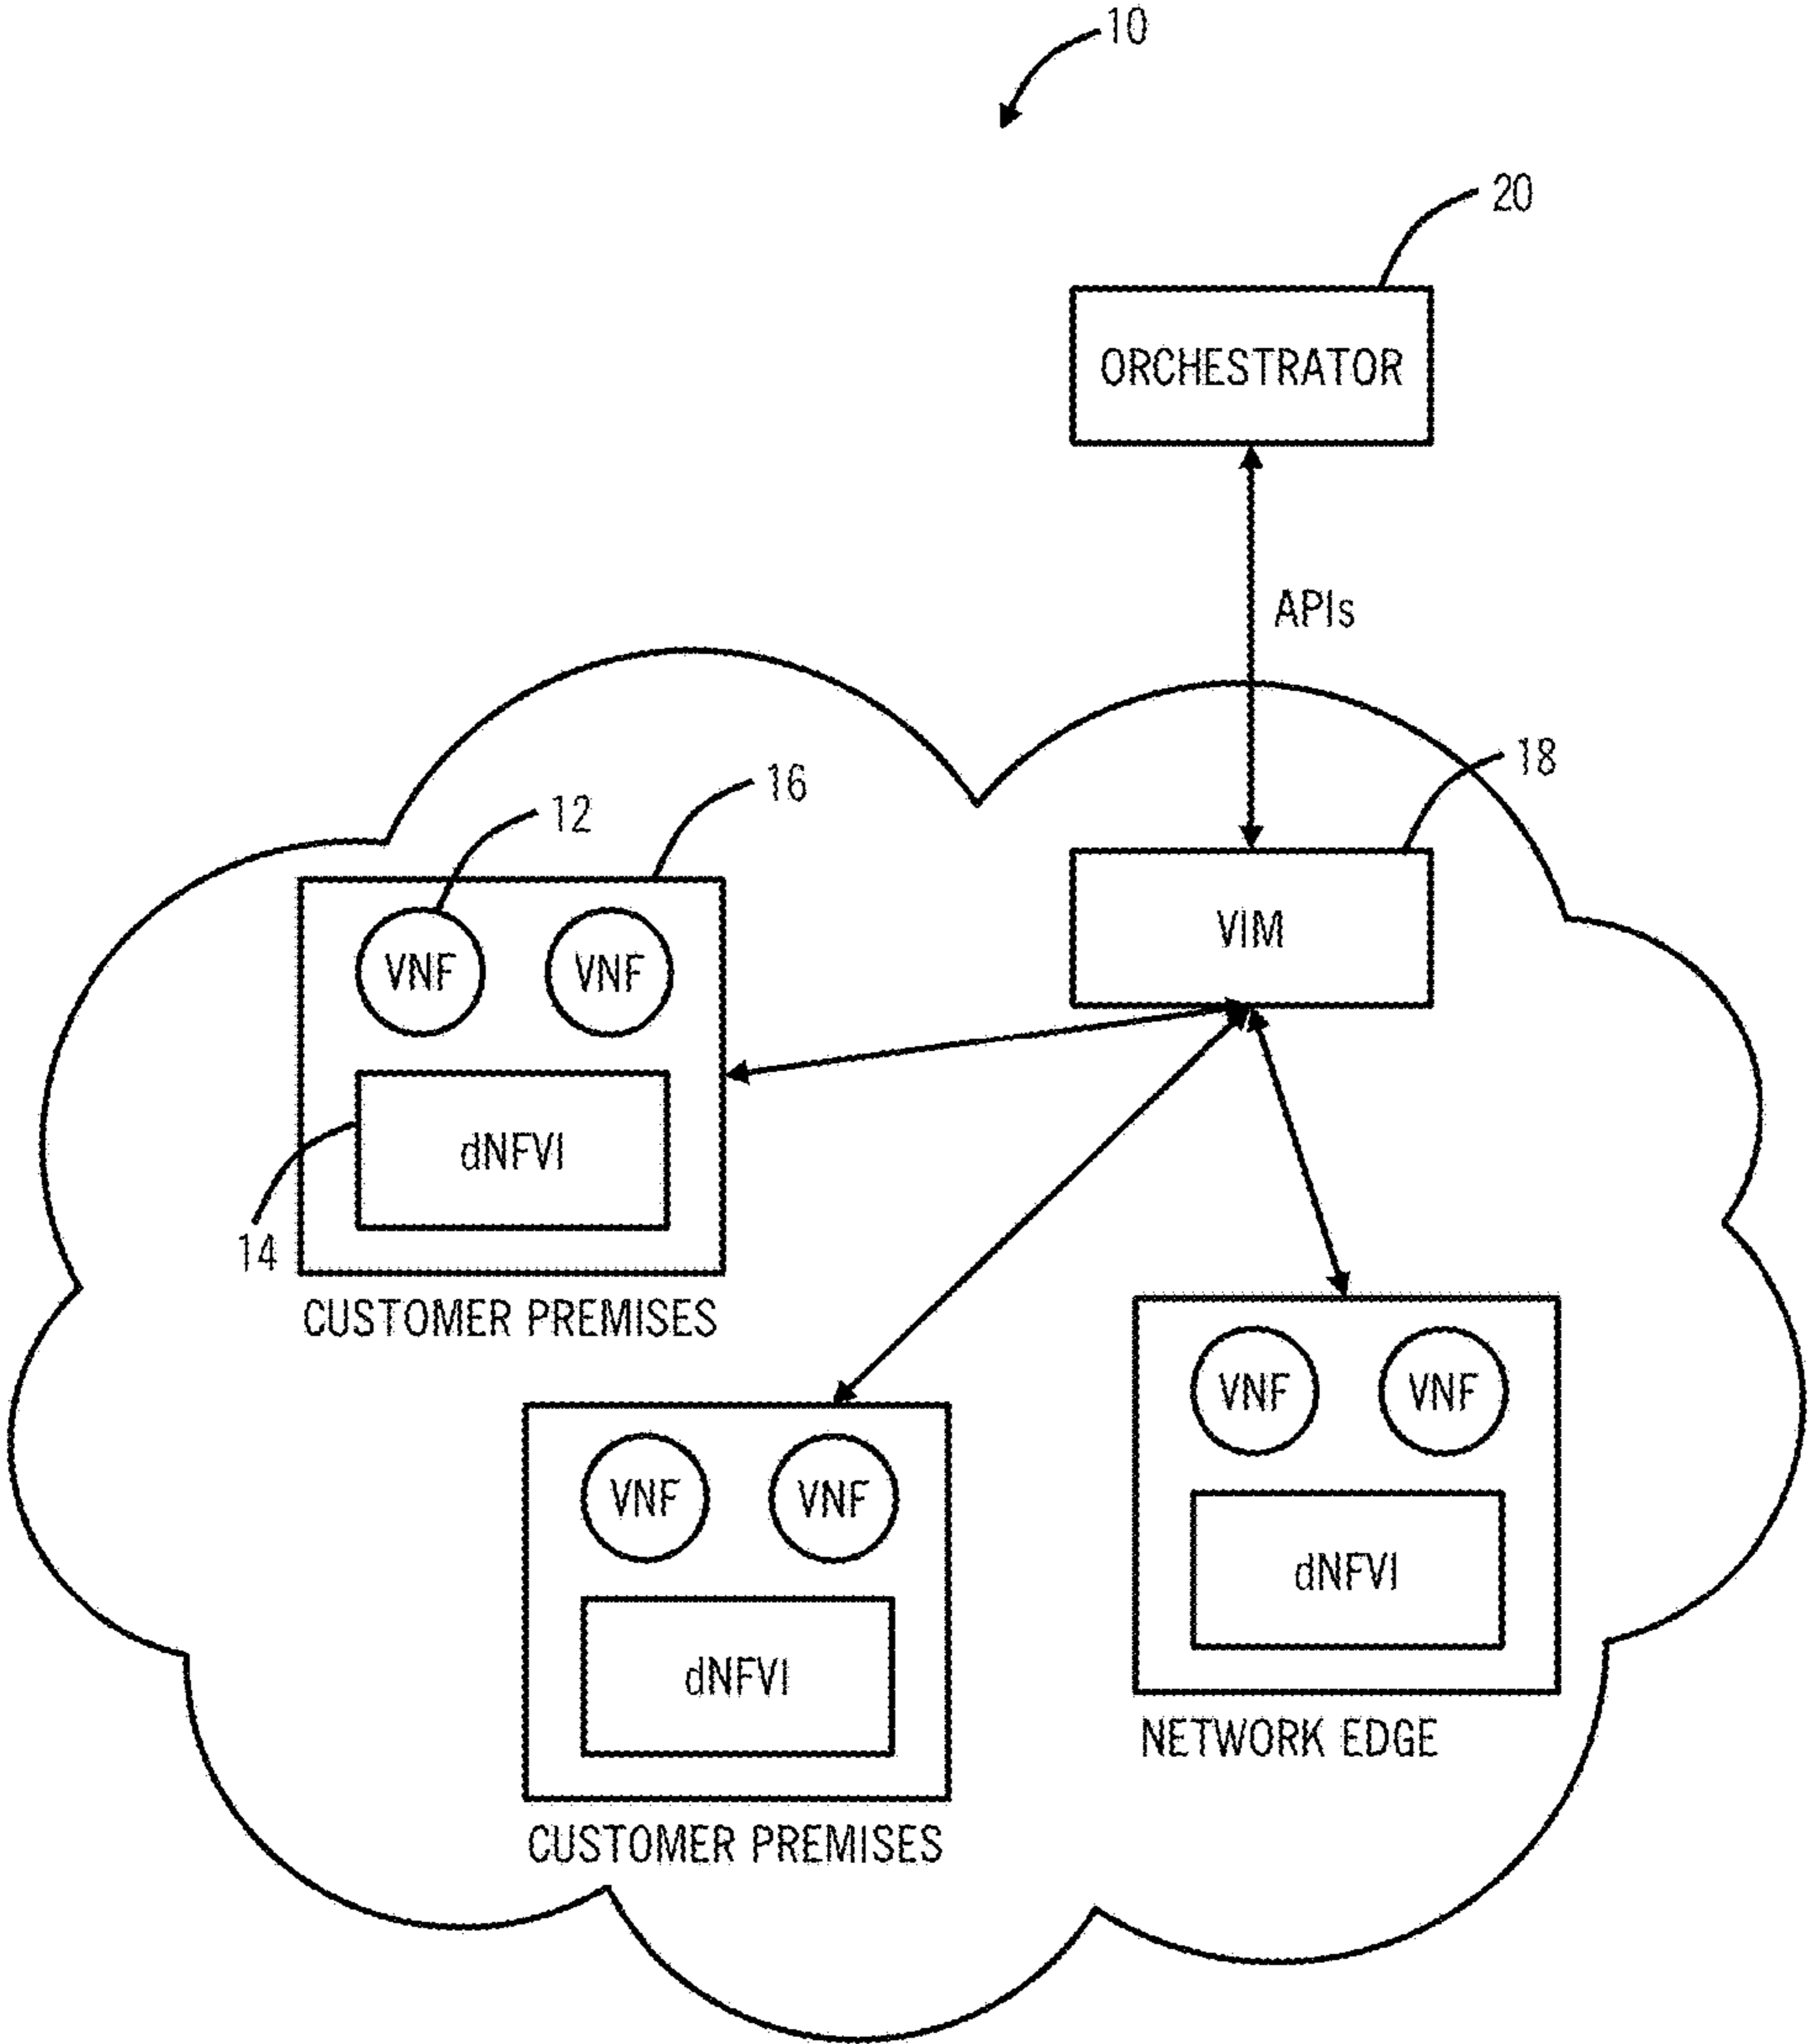 10
20
ORCHESTRATOR
APIs
18
16
12
VIM
VNF
VNF
dNFVI
14
CUSTOMER PREMISES
VNF
VNF
dNFVI
NETWORK EDGE
VNF
VNF
dNFVI
CUSTOMER PREMISES